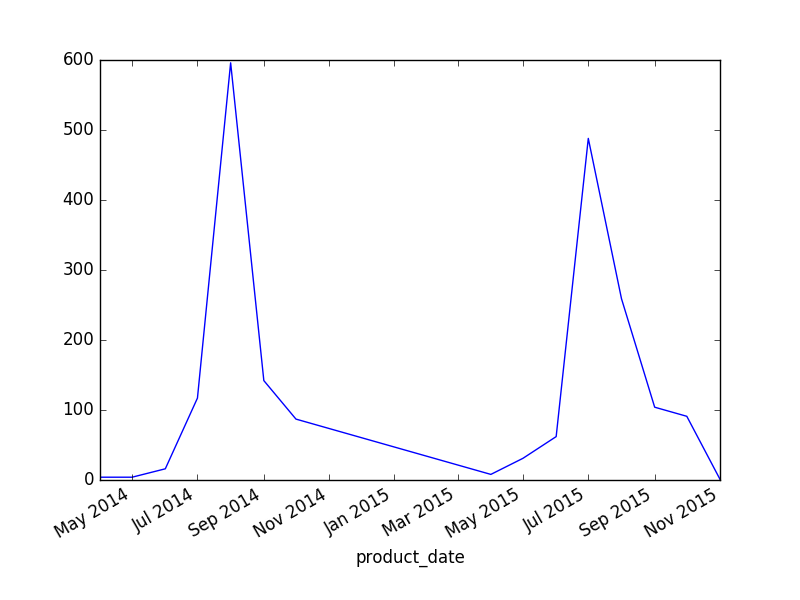 600
500
400
300
200
100
0
May 2014
Jul 2014
Sep 2014
Nov 2014
Jan 2015
Mar 2015
May 2015
Jul 2015
Sep 2015
Nov 2015
product_date